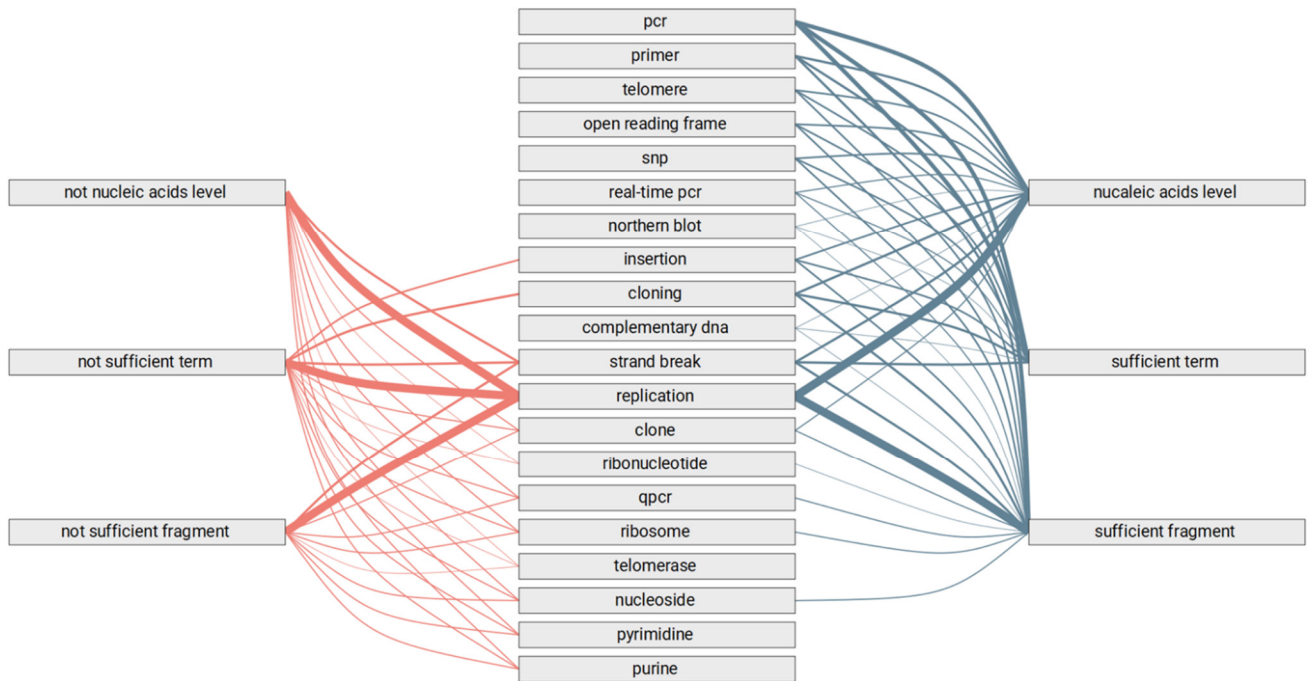 pcr
primer
telomere
open reading frame
snp
not nucleic acids level
real-time pcr
nucaleic acids level
northern blot
insertion
cloning
complementary dna
not sufficient term
strand break
sufficient term
replication
clone
ribonucleotide
qpcr
not sufficient fragment
ribosome
sufficient fragment
telomerase
nucleoside
pyrimidine
purine